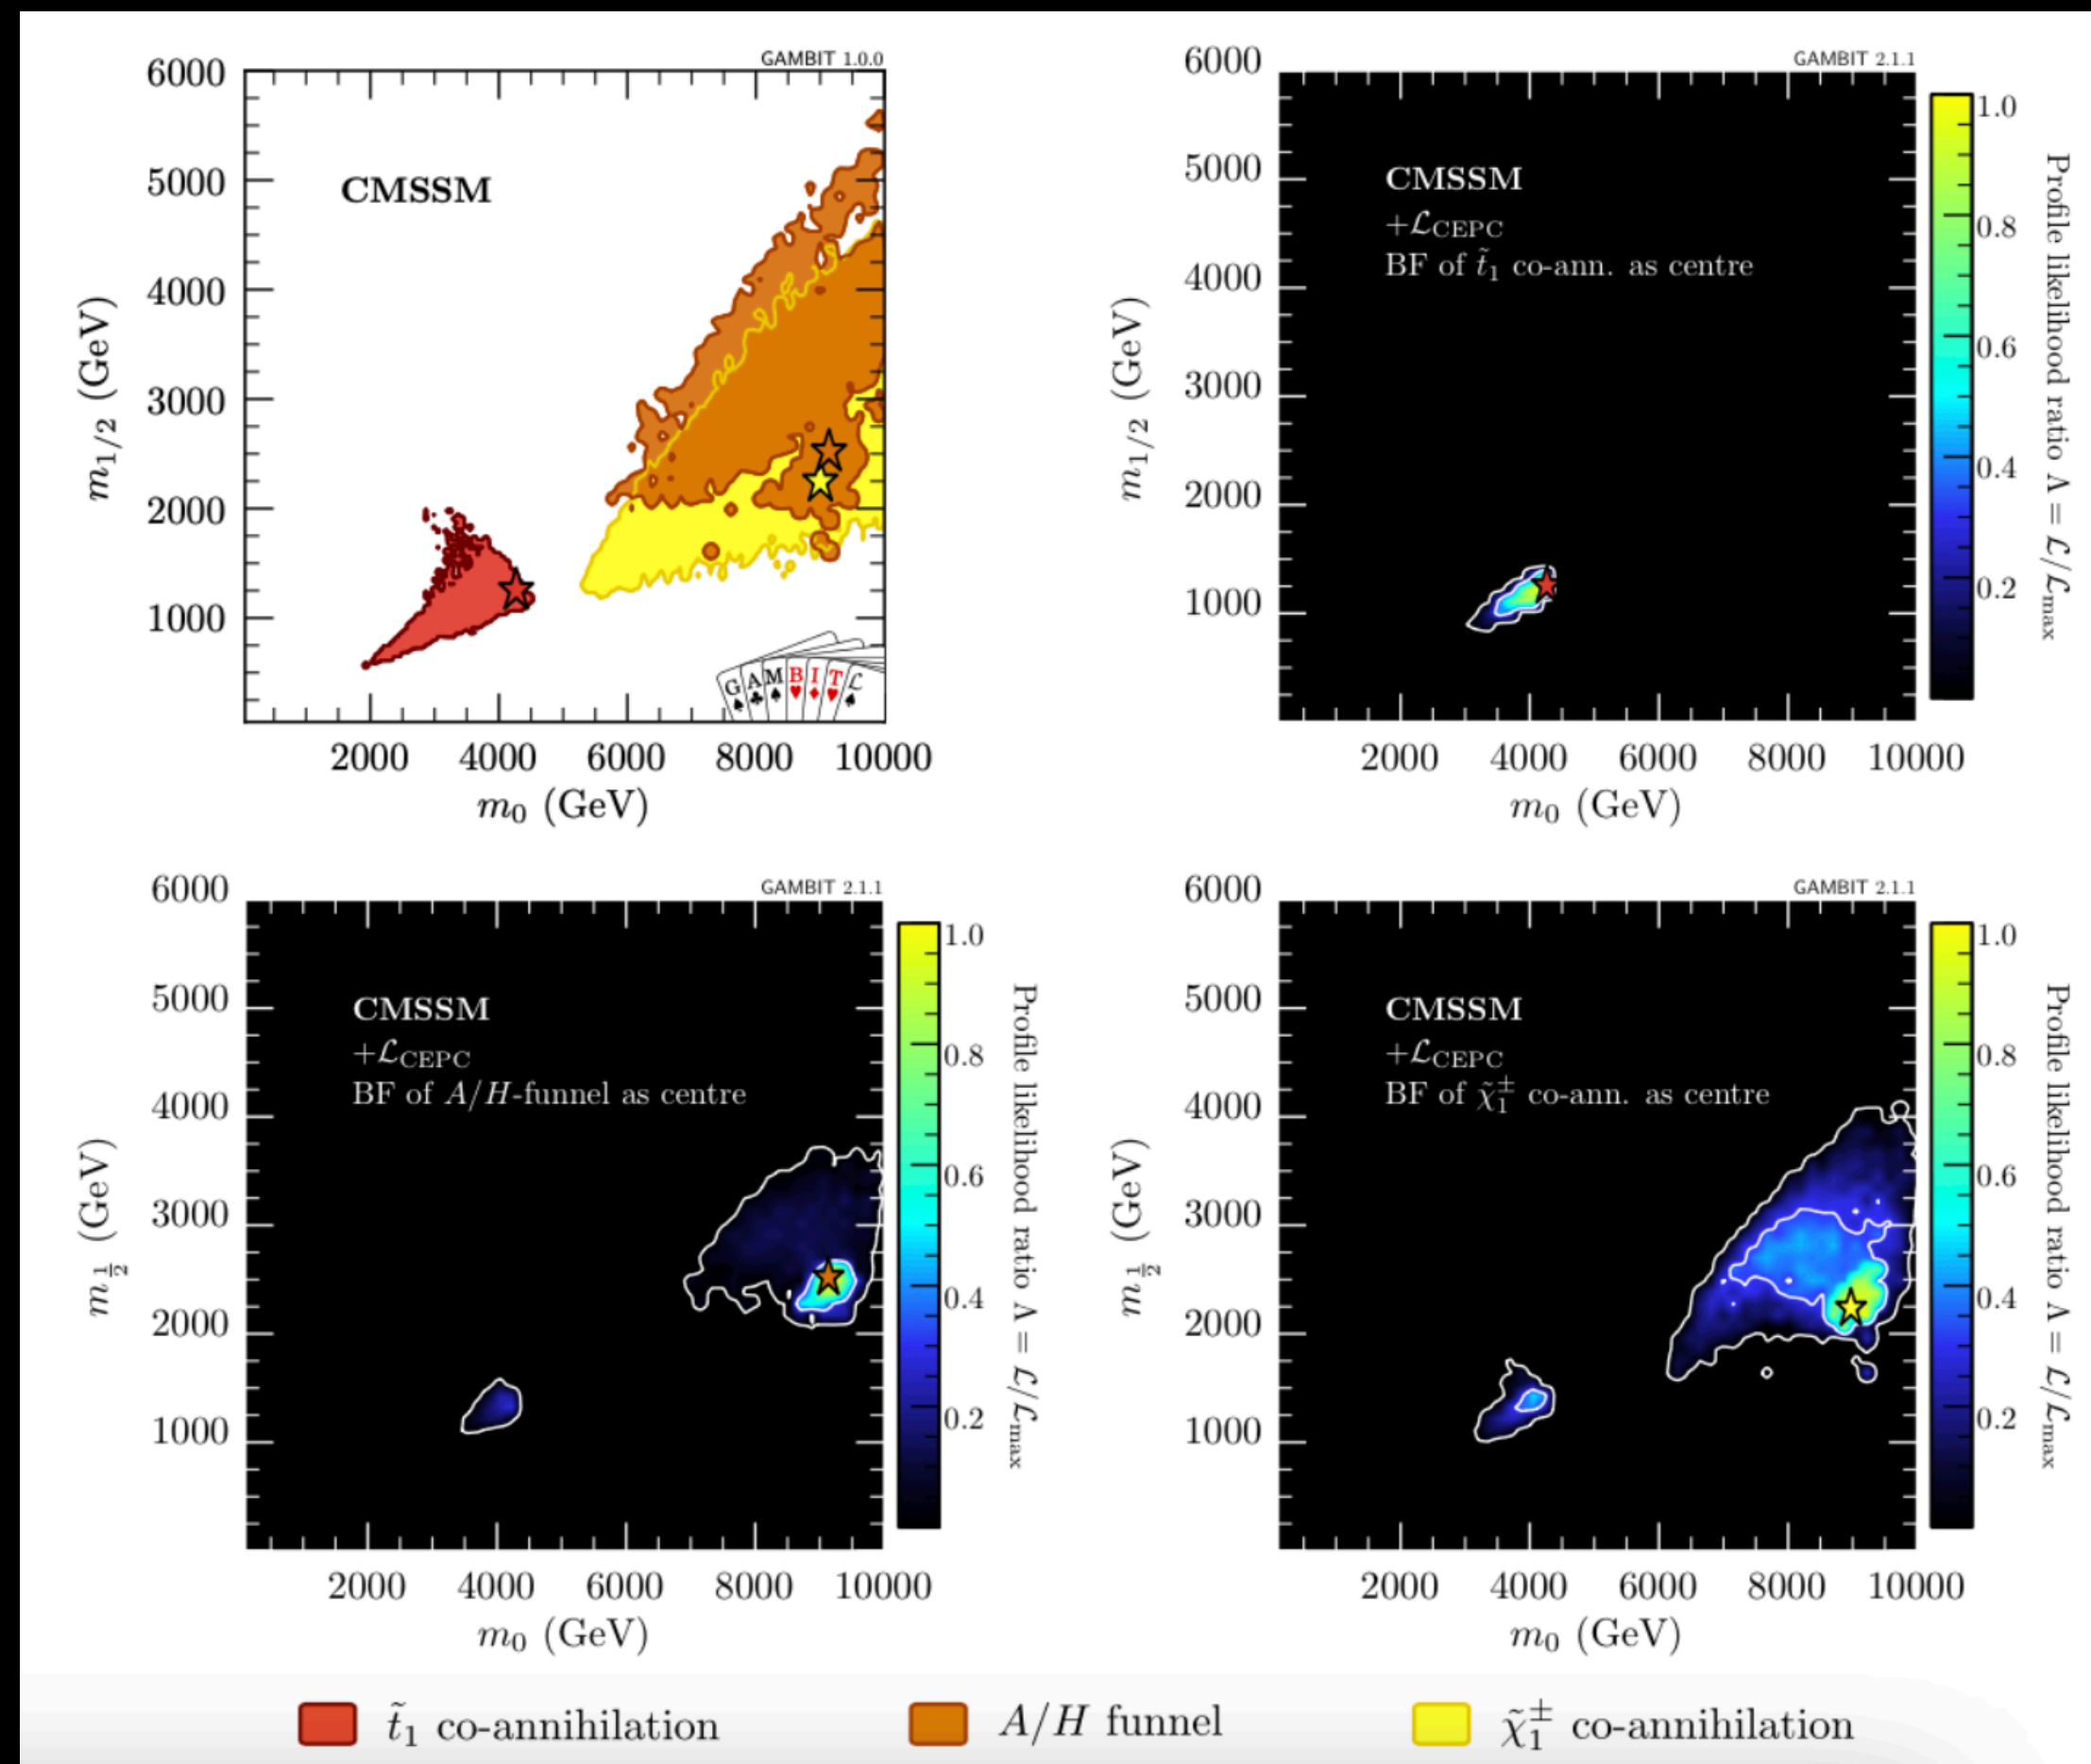 GAMBIT 1.0.0
CMSSM
6000
5000
4000
3000
2000
1000
m₁/₂ (GeV)
G A M B I T L
2000 4000 6000 8000 10000
m₀ (GeV)
GAMBIT 2.1.1
CMSSM
+ℒCEPC
BF of t̃₁ co-ann. as centre
6000
5000
4000
3000
2000
1000
m₁/₂ (GeV)
2000 4000 6000 8000 10000
m₀ (GeV)
1.0
0.8
0.6
0.4
0.2
Profile likelihood ratio Λ = ℒ/ℒmax
GAMBIT 2.1.1
CMSSM
+ℒCEPC
BF of A/H-funnel as centre
6000
5000
4000
3000
2000
1000
m½ (GeV)
2000 4000 6000 8000 10000
m₀ (GeV)
1.0
0.8
0.6
0.4
0.2
Profile likelihood ratio Λ = ℒ/ℒmax
GAMBIT 2.1.1
CMSSM
+ℒCEPC
BF of χ̃₁± co-ann. as centre
6000
5000
4000
3000
2000
1000
m½ (GeV)
2000 4000 6000 8000 10000
m₀ (GeV)
1.0
0.8
0.6
0.4
0.2
Profile likelihood ratio Λ = ℒ/ℒmax
t̃₁ co-annihilation
A/H funnel
χ̃₁± co-annihilation